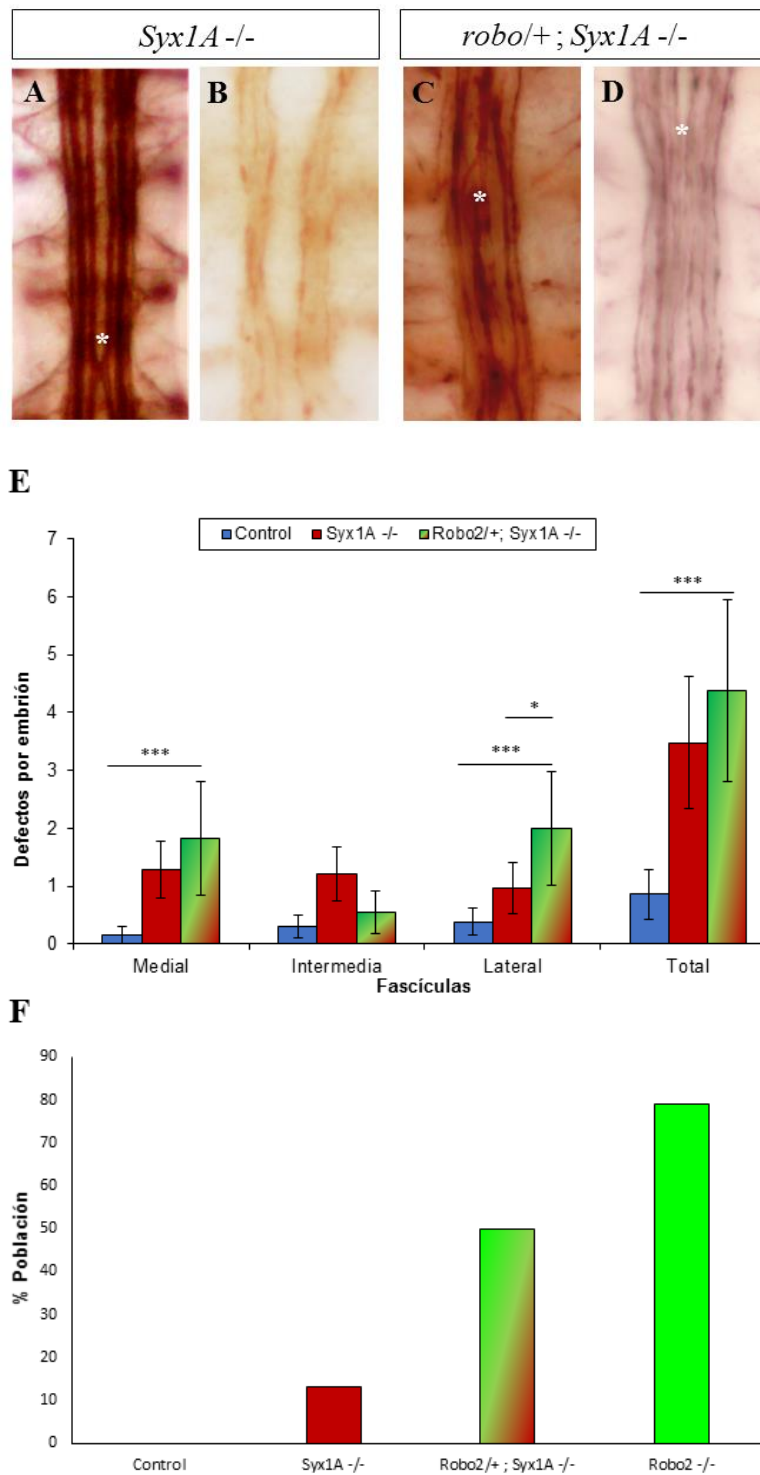 Syx1A -/-
robo/+ ; Syx1A -/-
A
B
C
D
*
*
*
E
Control
Syx1A -/-
Robo2/+; Syx1A -/-
7
6
5
4
3
2
1
0
Defectos por embrión
***
***
*
***
Medial
Intermedia
Lateral
Total
Fascículas
F
90
80
70
60
50
40
30
20
10
0
% Población
Control
Syx1A -/-
Robo2/+ ; Syx1A -/-
Robo2 -/-